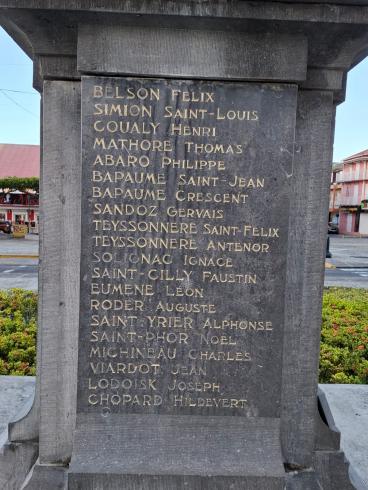 BELSON FELIX
SIMION SAINT-LOUIS
COUALY HENRI
MATHORE THOMAS
ABARO PHILIPPE
BAPAUME SAINT-JEAN
BAPAUME CRESCENT
SANDOZ GERVAIS
TEYSSONNERE SAINT-FELIX
TEYSSONNERE ANTENOR
SOLIGNAC IGNACE
SAINT-CILLY FAUSTIN
EUMENE LÉON
RODER AUGUSTE
SAINT-YRIER ALPHONSE
SAINT-PHOR NOEL
MICHINEAU CHARLES
VIARDOT JEAN
LODOISK JOSEPH
CHOPARD HILDEVERT